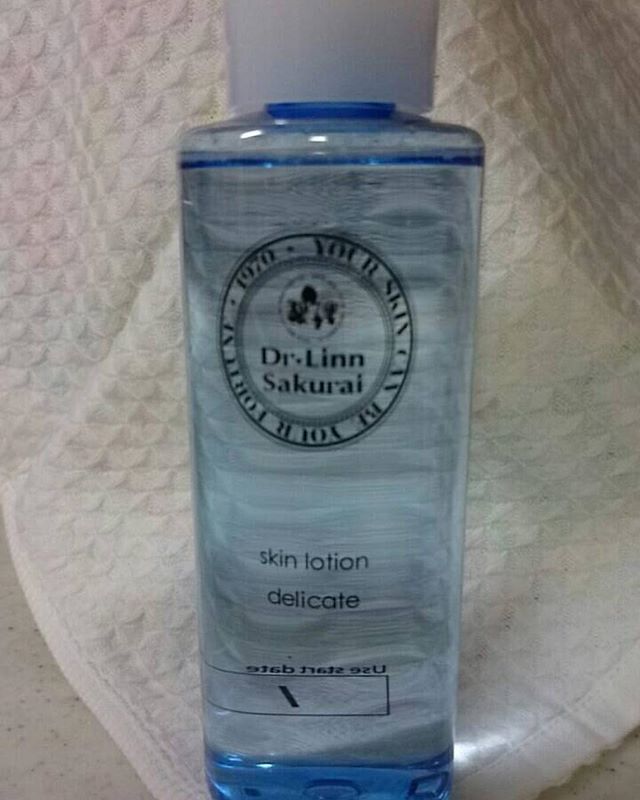 1970 • YOUR SKIN CAN BE YOUR FORTUNE •
Dr•Linn
Sakurai
skin lotion
delicate
Use start date
/